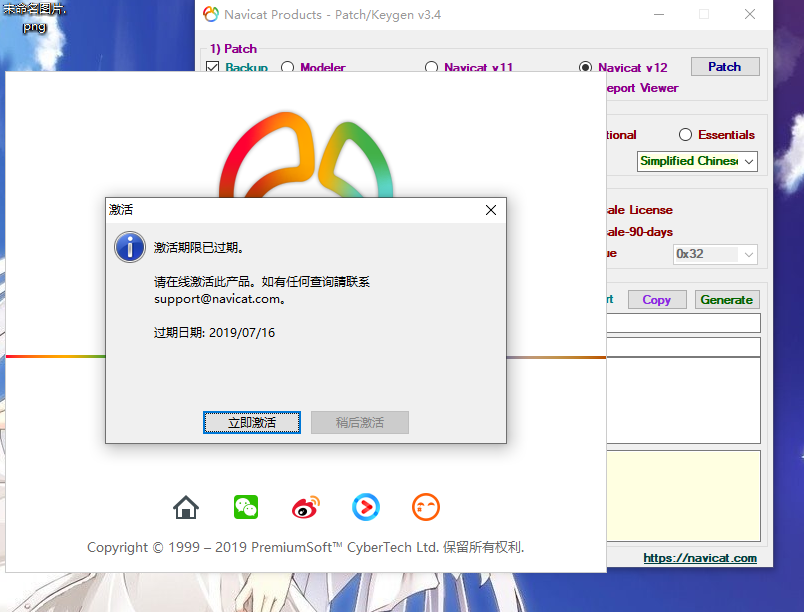 未命名图片.
png
Navicat Products - Patch/Keygen v3.4
1) Patch
Backup
Modeler
Navicat v11
Navicat v12
Patch
eport Viewer
tional
Essentials
Simplified Chinese
ale License
ale-90-days
ue
0x32
rt
Copy
Generate
https://navicat.com
激活
激活期限已过期。
请在线激活此产品。如有任何查询請联系
support@navicat.com。
过期日期: 2019/07/16
立即激活
稍后激活
Copyright © 1999 – 2019 PremiumSoft™ CyberTech Ltd. 保留所有权利.